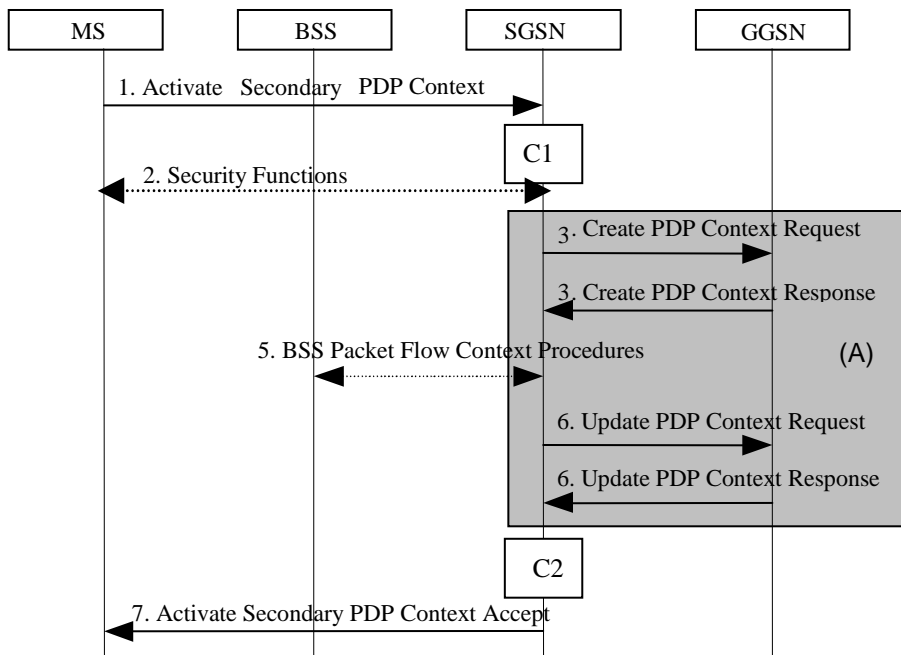 MS BSS SGSN GGSN
1. Activate Secondary PDP Context
C1
2. Security Functions
3. Create PDP Context Request
3. Create PDP Context Response
5. BSS Packet Flow Context Procedures
(A)
6. Update PDP Context Request
6. Update PDP Context Response
C2
7. Activate Secondary PDP Context Accept